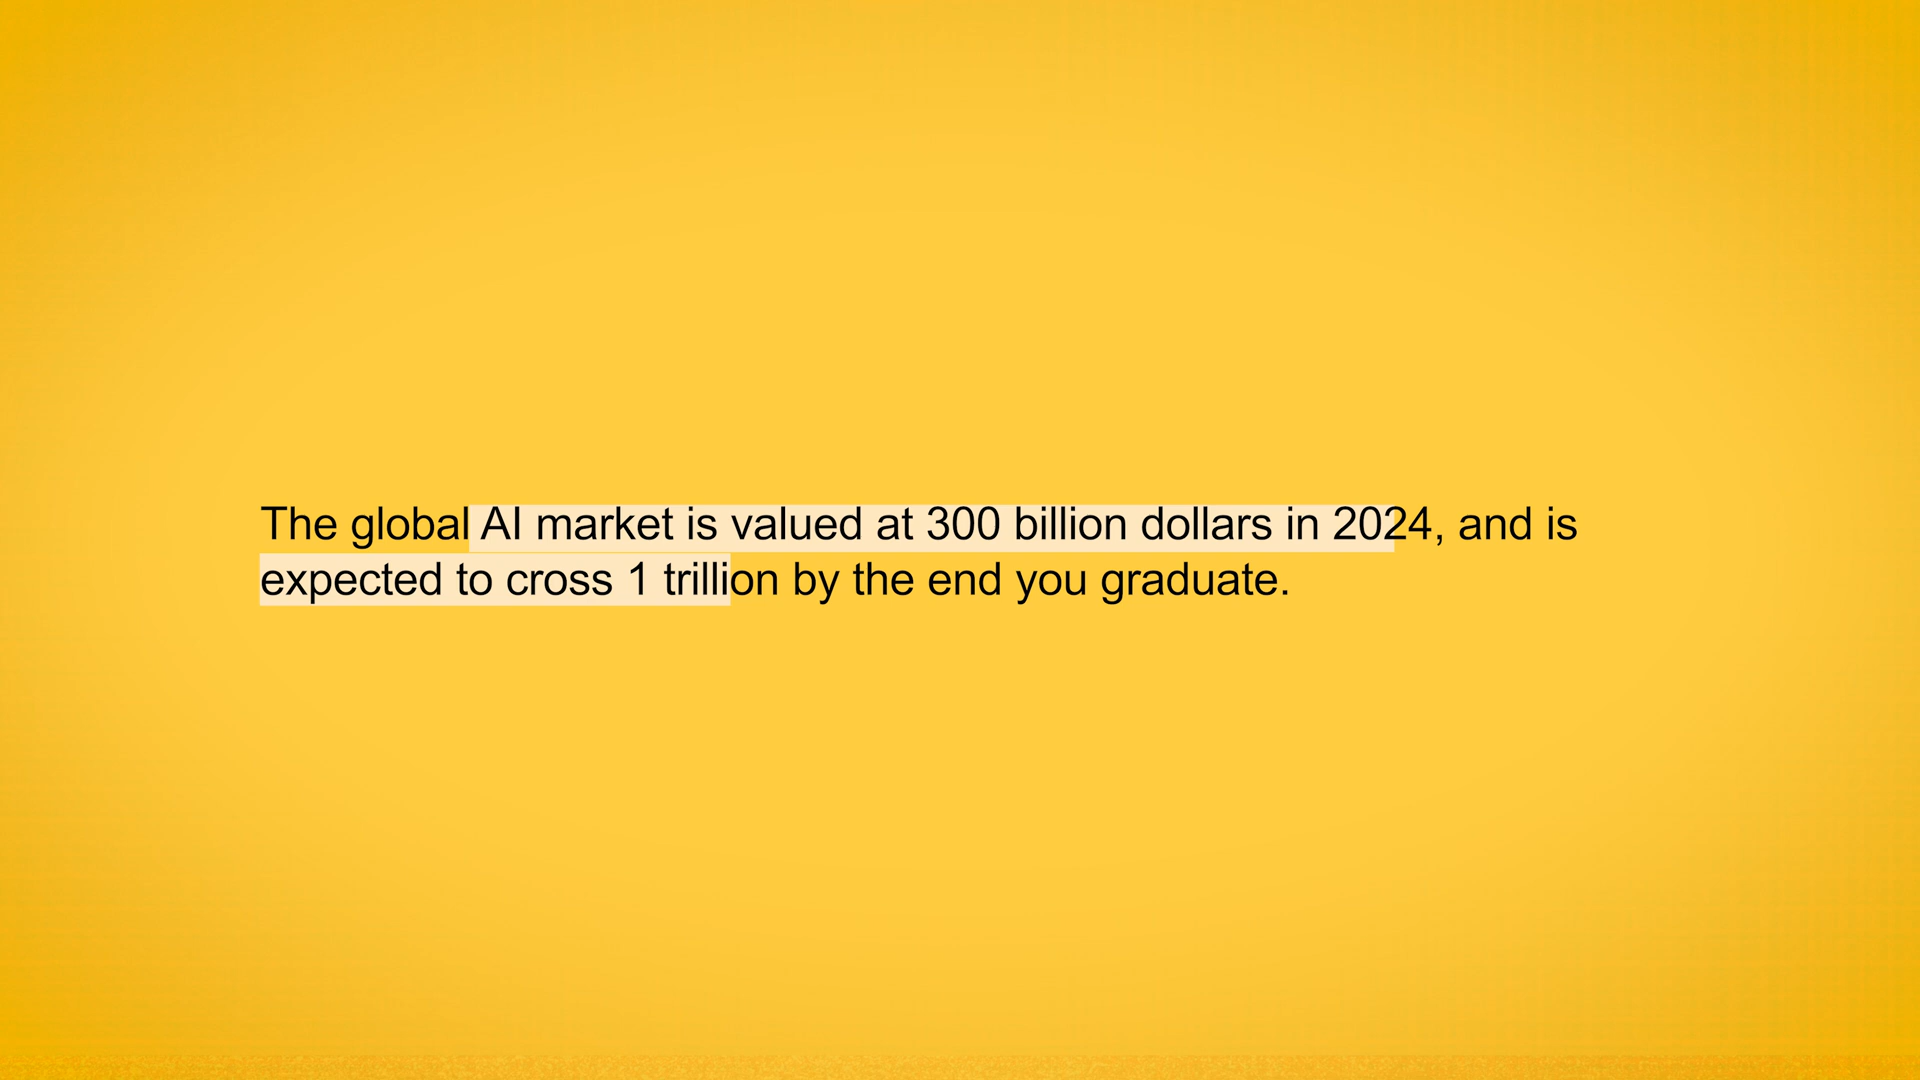 The global AI market is valued at 300 billion dollars in 2024, and is
expected to cross 1 trillion by the end you graduate.